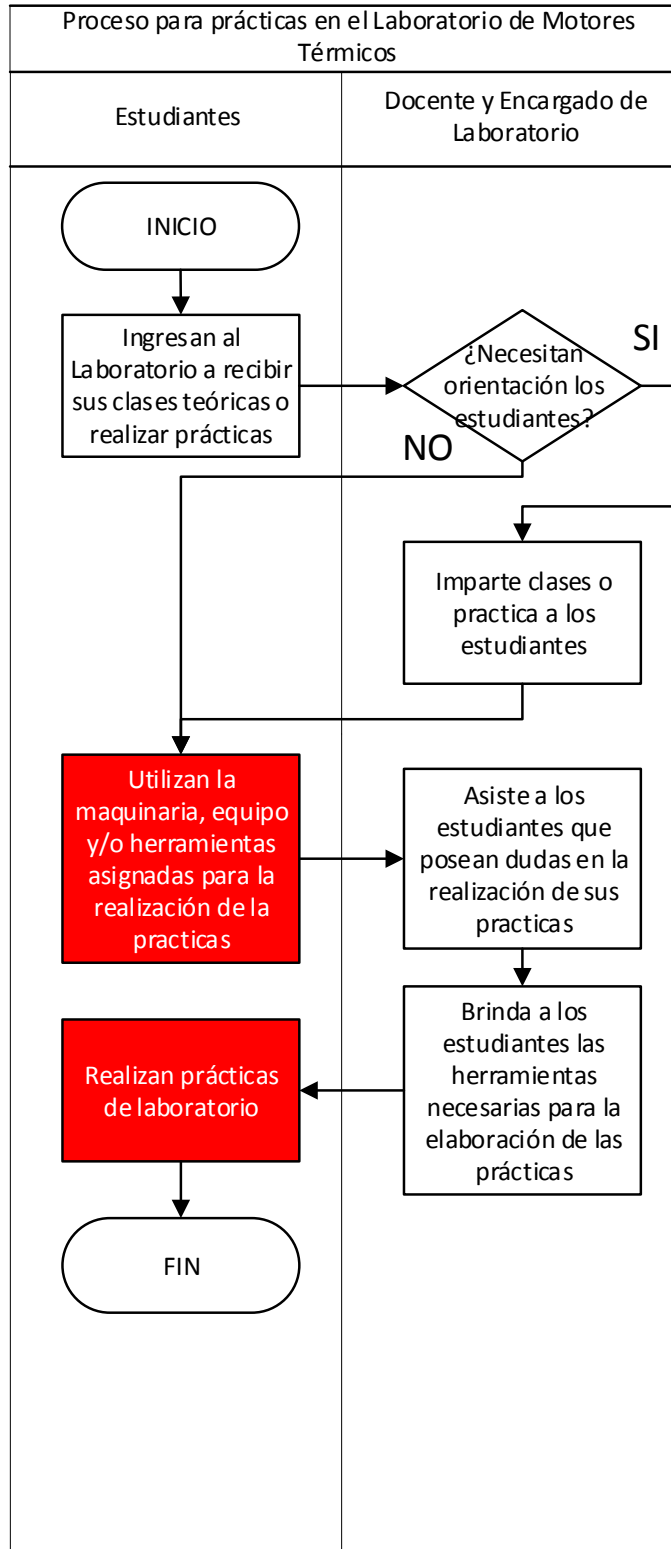 Proceso para prácticas en el Laboratorio de Motores
Térmicos
Estudiantes
Docente y Encargado de
Laboratorio
INICIO
Ingresan al
Laboratorio a recibir
sus clases teóricas o
realizar prácticas
¿Necesitan
orientación los
estudiantes?
SI
NO
Imparte clases o
practica a los
estudiantes
Utilizan la
maquinaria, equipo
y/o herramientas
asignadas para la
realización de la
practicas
Asiste a los
estudiantes que
posean dudas en la
realización de sus
practicas
Brinda a los
estudiantes las
herramientas
necesarias para la
elaboración de las
prácticas
Realizan prácticas
de laboratorio
FIN